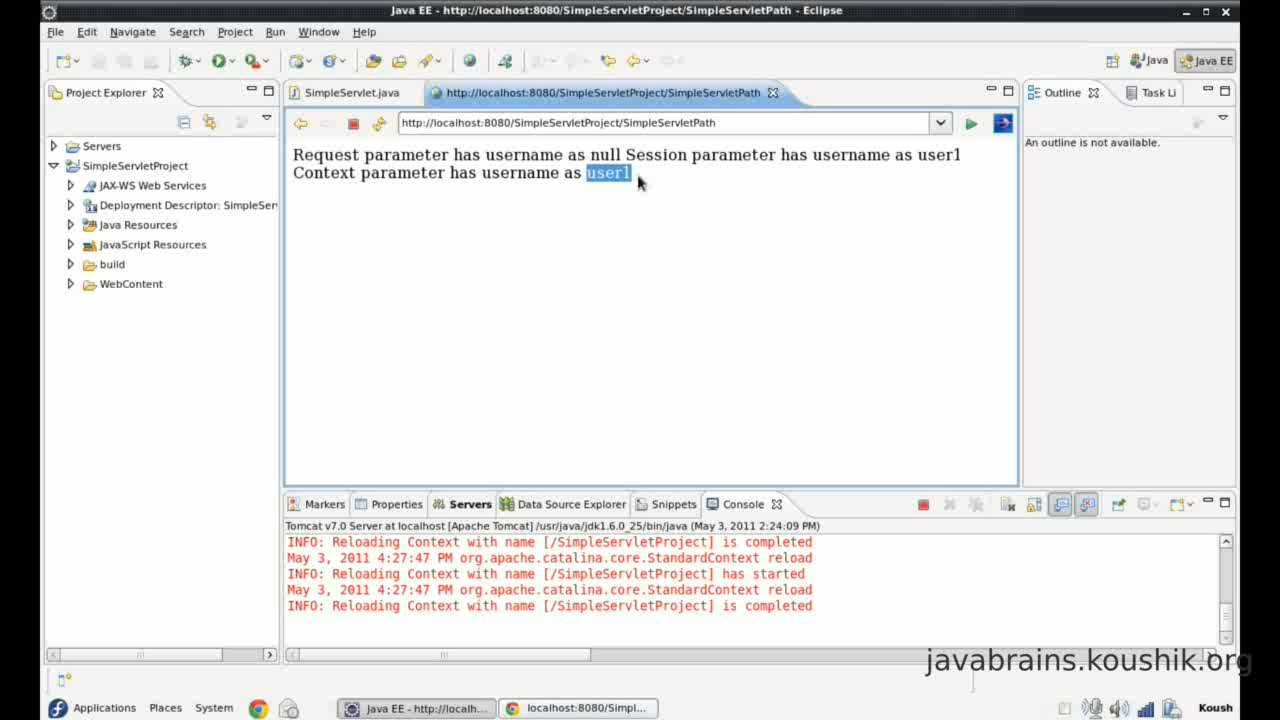 Java EE - http://localhost:8080/SimpleServletProject/SimpleServletPath - Eclipse
File Edit Navigate Search Project Run Window Help
Java Java EE
Project Explorer
SimpleServlet.java
http://localhost:8080/SimpleServletProject/SimpleServletPath
Outline
Task Li
http://localhost:8080/SimpleServletProject/SimpleServletPath
Servers
SimpleServletProject
JAX-WS Web Services
Deployment Descriptor: SimpleSer
Java Resources
JavaScript Resources
build
WebContent
Request parameter has username as null Session parameter has username as user1
Context parameter has username as user1
An outline is not available.
Markers Properties Servers Data Source Explorer Snippets Console
Tomcat v7.0 Server at localhost [Apache Tomcat] /usr/java/jdk1.6.0_25/bin/java (May 3, 2011 2:24:09 PM)
INFO: Reloading Context with name [/SimpleServletProject] is completed
May 3, 2011 4:27:47 PM org.apache.catalina.core.StandardContext reload
INFO: Reloading Context with name [/SimpleServletProject] has started
May 3, 2011 4:27:47 PM org.apache.catalina.core.StandardContext reload
INFO: Reloading Context with name [/SimpleServletProject] is completed
javabrains.koushik.org
Applications Places System
Java EE - http://localh...
localhost:8080/Simpl...
Koush